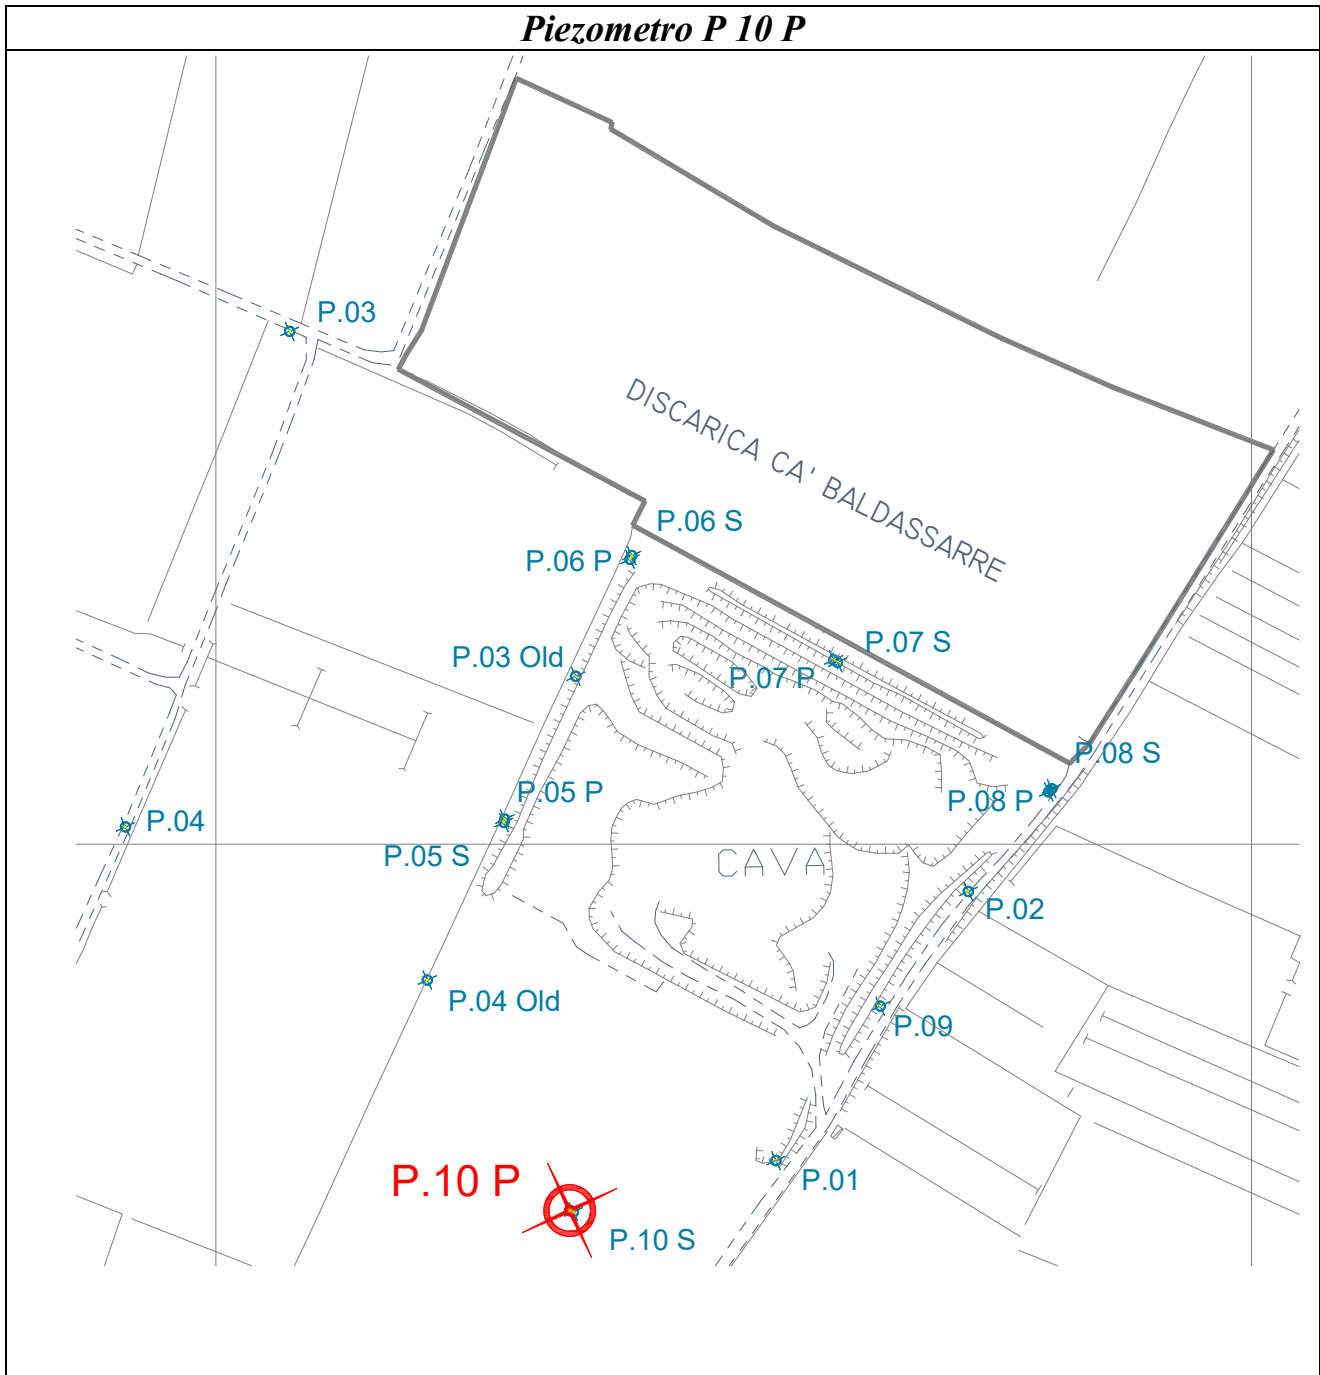 Piezometro P 10 P
P.03
DISCARICA CA' BALDASSARRE
P.06 S
P.06 P
P.07 S
P.03 Old
P.07 P
P.08 S
P.05 P
P.08 P
P.04
P.05 S
CAVA
P.02
P.04 Old
P.09
P.10 P
P.01
P.10 S